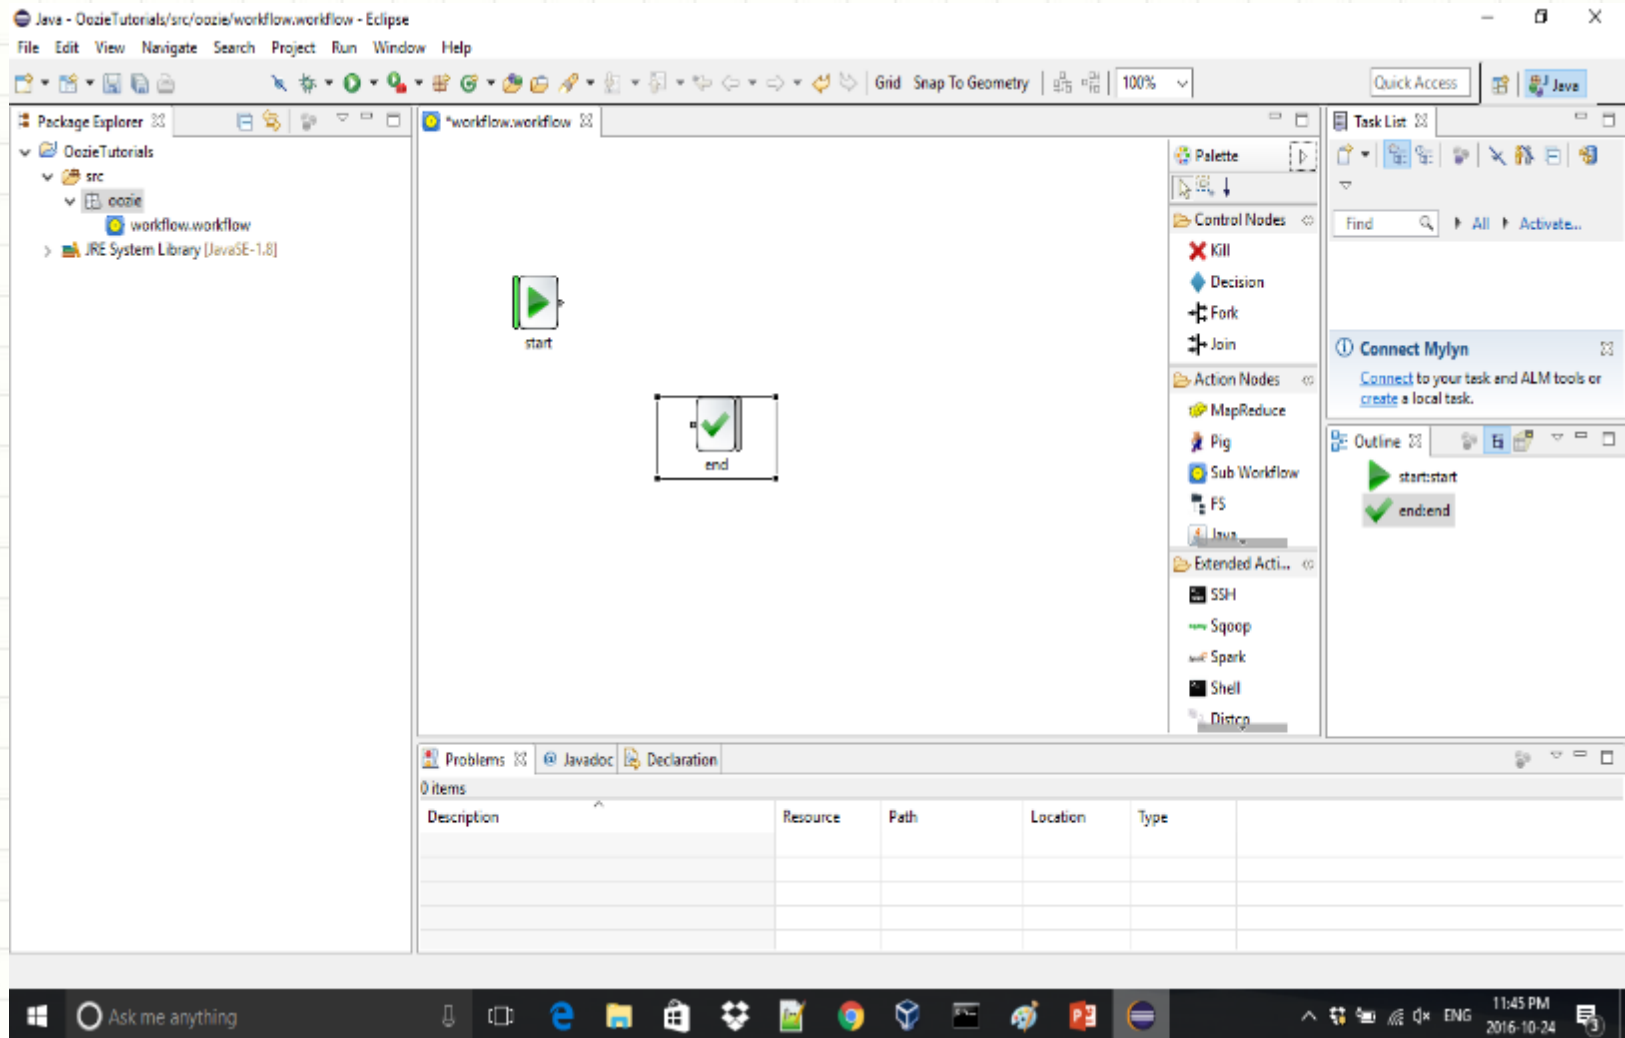 Java - OozieTutorials/src/oozie/workflow.workflow - Eclipse
File Edit View Navigate Search Project Run Window Help
Grid Snap To Geometry 100% Quick Access Java
Package Explorer
OozieTutorials
src
oozie
workflow.workflow
JRE System Library [JavaSE-1.8]
*workflow.workflow
start
end
Palette
Control Nodes
Kill
Decision
Fork
Join
Action Nodes
MapReduce
Pig
Sub Workflow
FS
Java
Extended Acti...
SSH
Sqoop
Spark
Shell
Distcp
Task List
Find All Activate...
Connect Mylyn
Connect to your task and ALM tools or
create a local task.
Outline
start:start
end:end
Problems @ Javadoc Declaration
0 items
Description Resource Path Location Type
Ask me anything
ENG 11:45 PM
2016-10-24
3